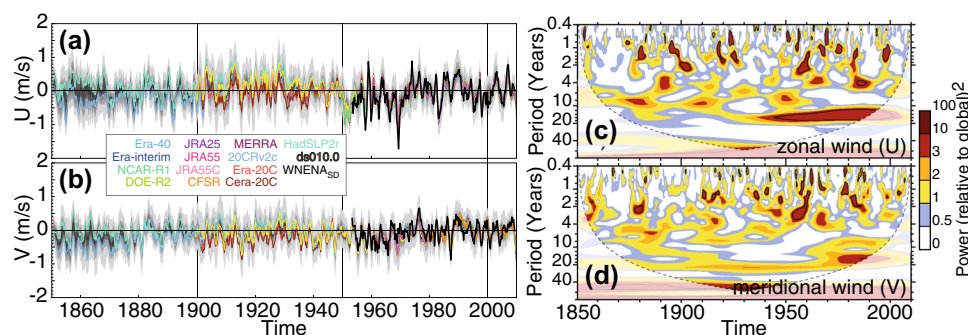 (a)
U (m/s)
2
1
0
-1
Era-40 JRA25 MERRA HadSLP2r
Era-interim JRA55 20CRv2c ds010.0
NCAR-R1 JRA55C Era-20C WNENA_SD
DOE-R2 CFSR Cera-20C
(b)
V (m/s)
2
1
0
-1
-2
1860 1880 1900 1920 1940 1960 1980 2000
Time
Period (Years)
0.4
1
2
4
10
20
40
(c)
zonal wind (U)
Period (Years)
0.4
1
2
4
10
20
40
(d)
meridional wind (V)
1850 1900 1950 2000
Time
100
10
3
2
1
0.5
0
Power (relative to global)²